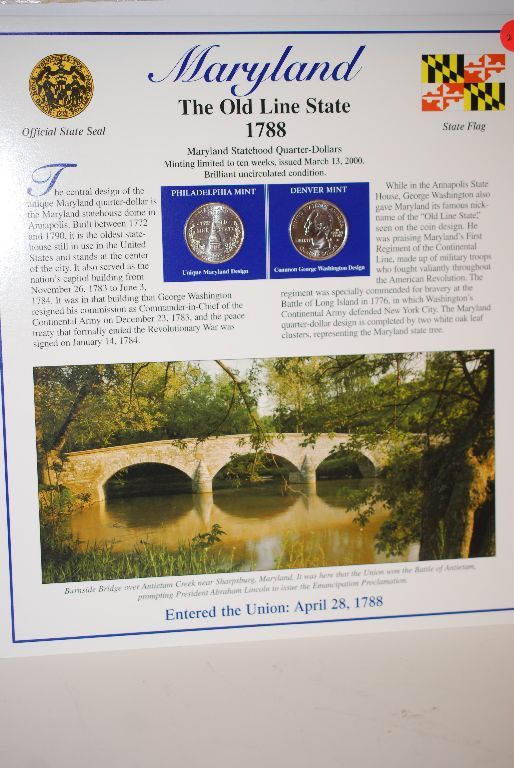 Maryland
The Old Line State
1788
Official State Seal
State Flag
Maryland Statehood Quarter-Dollars
Minting limited to ten weeks, issued March 13, 2000.
Brilliant uncirculated condition.
The central design of the
unique Maryland quarter-dollar is
the Maryland statehouse dome in
Annapolis. Built between 1772
and 1790, it is the oldest state-
house still in use in the United
States and stands at the center
of the city. It also served as the
nation's capitol building from
November 26, 1783 to June 3,
1784. It was in that building that George Washington
resigned his commission as Commander-in-Chief of the
Continental Army on December 23, 1783, and the peace
treaty that formally ended the Revolutionary War was
signed on January 14, 1784.
PHILADELPHIA MINT
Unique Maryland Design
DENVER MINT
Common George Washington Design
While in the Annapolis State
House, George Washington also
gave Maryland its famous nick-
name of the "Old Line State,"
seen on the coin design. He
was praising Maryland's First
Regiment of the Continental
Line, made up of military troops
who fought valiantly throughout
the American Revolution. The
regiment was specially commended for bravery at the
Battle of Long Island in 1776, in which Washington's
Continental Army defended New York City. The Maryland
quarter-dollar design is completed by two white oak leaf
clusters, representing the Maryland state tree.
Burnside Bridge over Antietam Creek near Sharpsburg, Maryland. It was here that the Union won the Battle of Antietam,
prompting President Abraham Lincoln to issue the Emancipation Proclamation.
Entered the Union: April 28, 1788